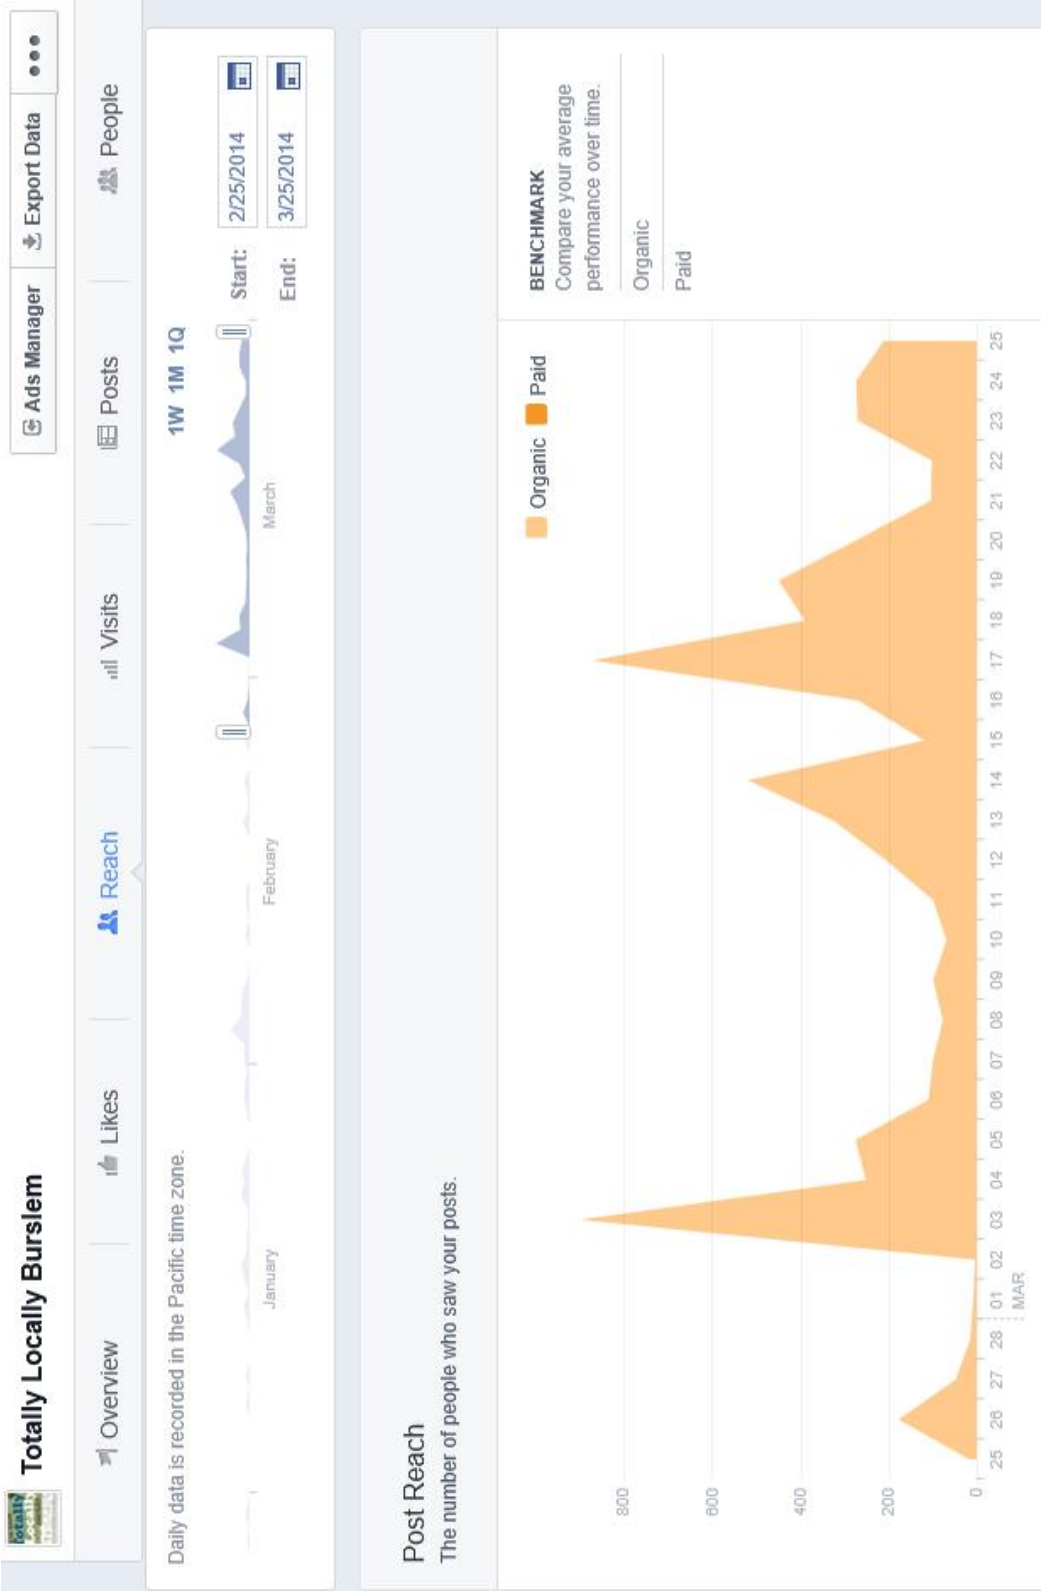 Totally Locally
Totally Locally Burslem
Ads Manager
Export Data
Overview
Likes
Reach
Visits
Posts
People
Daily data is recorded in the Pacific time zone.
1W 1M 1Q
January
February
March
Start: 2/25/2014
End: 3/25/2014
Post Reach
The number of people who saw your posts.
Organic Paid
BENCHMARK
Compare your average
performance over time.
Organic
Paid
800
600
400
200
0
25 26 27 28 01 02 03 04 05 06 07 08 09 10 11 12 13 14 15 16 17 18 19 20 21 22 23 24 25
MAR